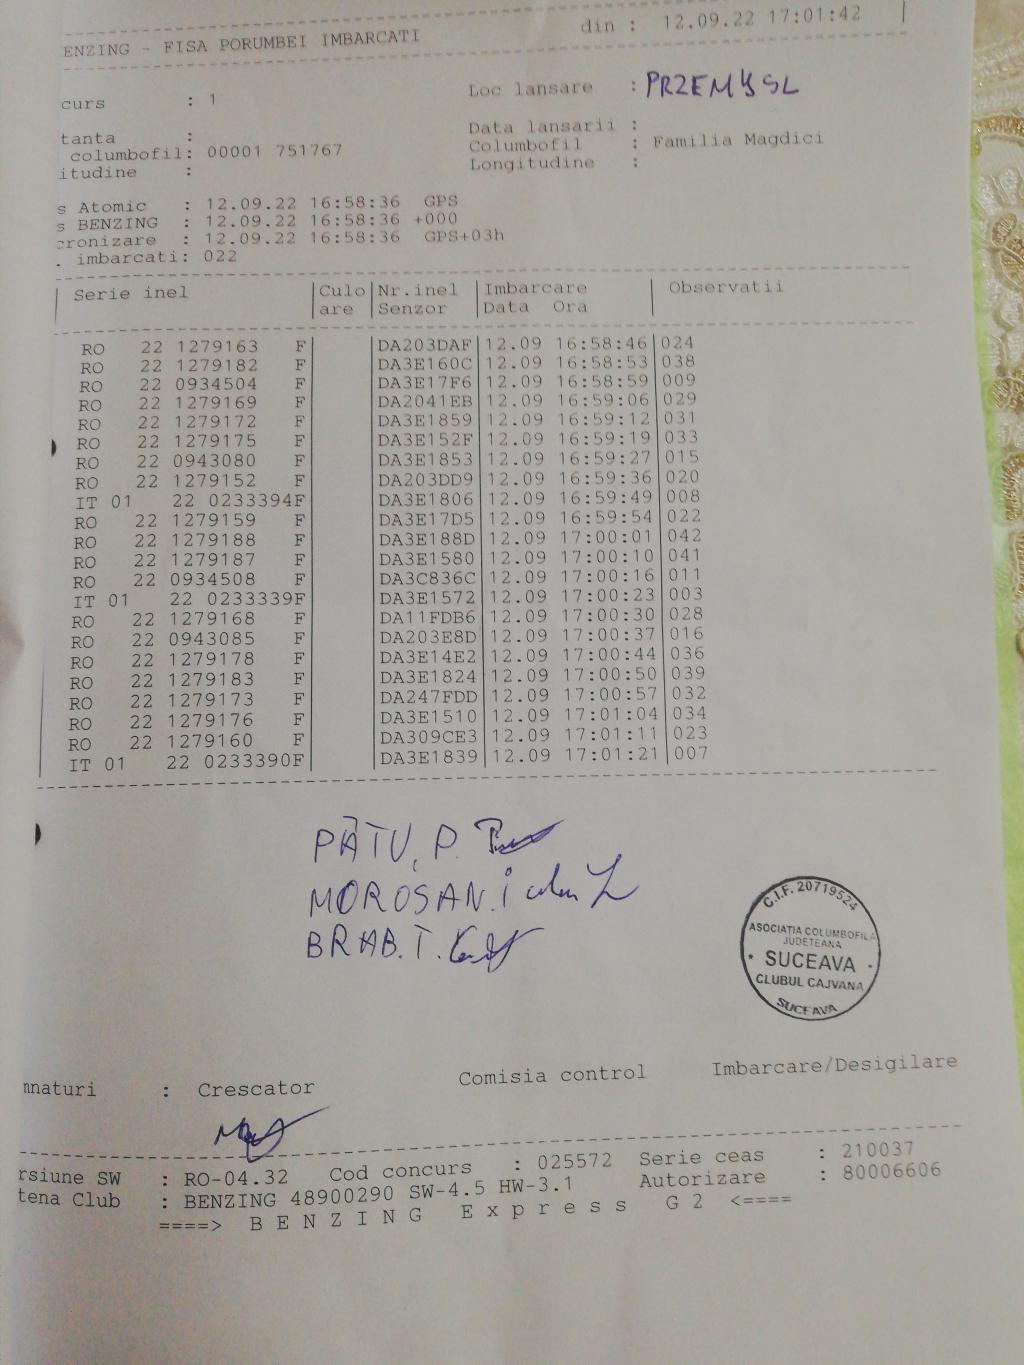 ENZING - FISA PORUMBEI IMBARCATI din : 12.09.22 17:01:42
curs : 1 Loc lansare : PRZEMYSL
tanta : Data lansarii :
columbofil: 00001 751767 Columbofil : Familia Magdici
itudine : Longitudine :
s Atomic : 12.09.22 16:58:36 GPS
s BENZING : 12.09.22 16:58:36 +000
cronizare : 12.09.22 16:58:36 GPS+03h
. imbarcati: 022
Serie inel Culo Nr.inel Imbarcare Observatii
are Senzor Data Ora
RO 22 1279163 F DA203DAF 12.09 16:58:46 024
RO 22 1279182 F DA3E160C 12.09 16:58:53 038
RO 22 0934504 F DA3E17F6 12.09 16:58:59 009
RO 22 1279169 F DA2041EB 12.09 16:59:06 029
RO 22 1279172 F DA3E1859 12.09 16:59:12 031
RO 22 1279175 F DA3E152F 12.09 16:59:19 033
RO 22 0943080 F DA3E1853 12.09 16:59:27 015
RO 22 1279152 F DA203DD9 12.09 16:59:36 020
IT 01 22 0233394F DA3E1806 12.09 16:59:49 008
RO 22 1279159 F DA3E17D5 12.09 16:59:54 022
RO 22 1279188 F DA3E188D 12.09 17:00:01 042
RO 22 1279187 F DA3E1580 12.09 17:00:10 041
RO 22 0934508 F DA3C836C 12.09 17:00:16 011
IT 01 22 0233339F DA3E1572 12.09 17:00:23 003
RO 22 1279168 F DA11FDB6 12.09 17:00:30 028
RO 22 0943085 F DA203E8D 12.09 17:00:37 016
RO 22 1279178 F DA3E14E2 12.09 17:00:44 036
RO 22 1279183 F DA3E1824 12.09 17:00:50 039
RO 22 1279173 F DA247FDD 12.09 17:00:57 032
RO 22 1279176 F DA3E1510 12.09 17:01:04 034
RO 22 1279160 F DA309CE3 12.09 17:01:11 023
IT 01 22 0233390F DA3E1839 12.09 17:01:21 007
PĂTU, P.
MOROSAN. I
BRAB. T.
C.I.F. 20719524
ASOCIAȚIA COLUMBOFILA
JUDEȚEANA
* SUCEAVA *
CLUBUL CAJVANA
SUCEAVA
nnaturi : Crescator Comisia control Imbarcare/Desigilare
rsiune SW : RO-04.32 Cod concurs : 025572 Serie ceas : 210037
tena Club : BENZING 48900290 SW-4.5 HW-3.1 Autorizare : 80006606
====> B E N Z I N G E x p r e s s G 2 <====